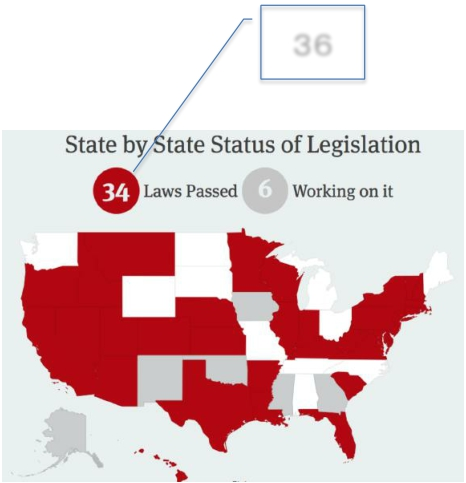 36
State by State Status of Legislation
34 Laws Passed 6 Working on it